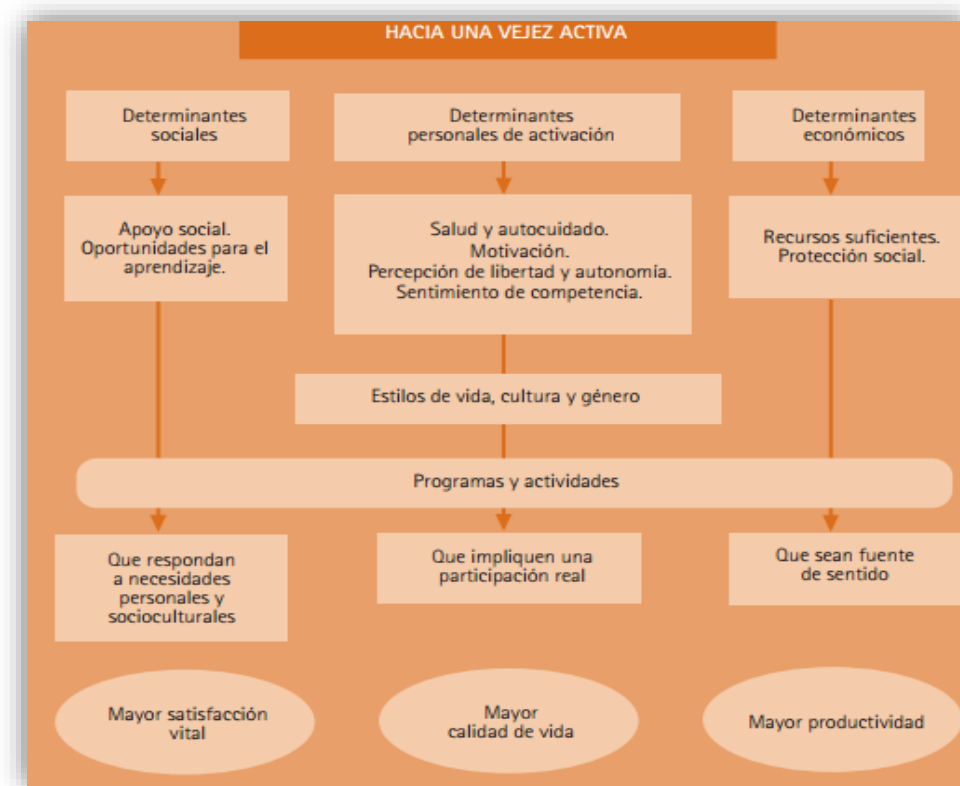 HACIA UNA VEJEZ ACTIVA
Determinantes
sociales
Determinantes
personales de activación
Determinantes
económicos
Apoyo social.
Oportunidades para el
aprendizaje.
Salud y autocuidado.
Motivación.
Percepción de libertad y autonomía.
Sentimiento de competencia.
Recursos suficientes.
Protección social.
Estilos de vida, cultura y género
Programas y actividades
Que respondan
a necesidades
personales y
socioculturales
Que impliquen una
participación real
Que sean fuente
de sentido
Mayor satisfacción
vital
Mayor
calidad de vida
Mayor productividad